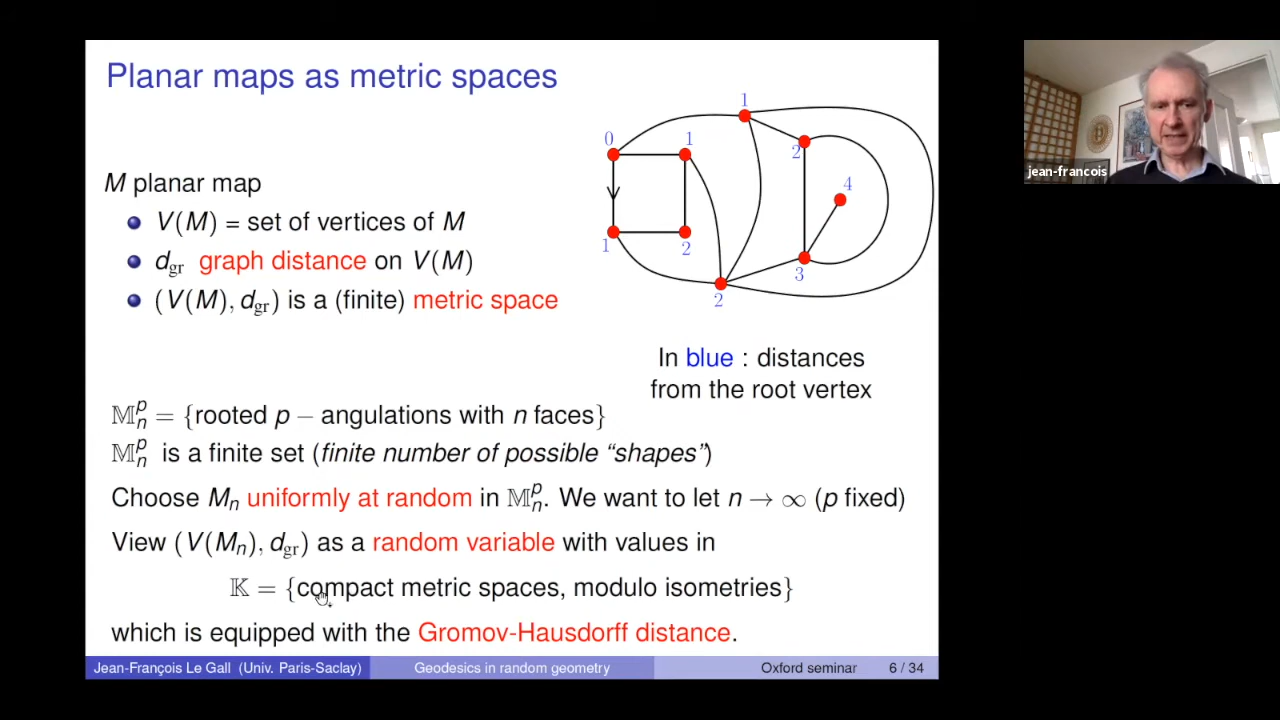 Planar maps as metric spaces
M planar map
V(M) = set of vertices of M
d_gr graph distance on V(M)
(V(M), d_gr) is a (finite) metric space
0
1
1
2
1
2
2
3
4
In blue : distances
from the root vertex
𝕄ₙᵖ = {rooted p − angulations with n faces}
𝕄ₙᵖ is a finite set (finite number of possible “shapes”)
Choose Mₙ uniformly at random in 𝕄ₙᵖ. We want to let n → ∞ (p fixed)
View (V(Mₙ), d_gr) as a random variable with values in
𝕂 = {compact metric spaces, modulo isometries}
which is equipped with the Gromov-Hausdorff distance.
Jean-François Le Gall (Univ. Paris-Saclay) Geodesics in random geometry Oxford seminar 6 / 34
jean-francois